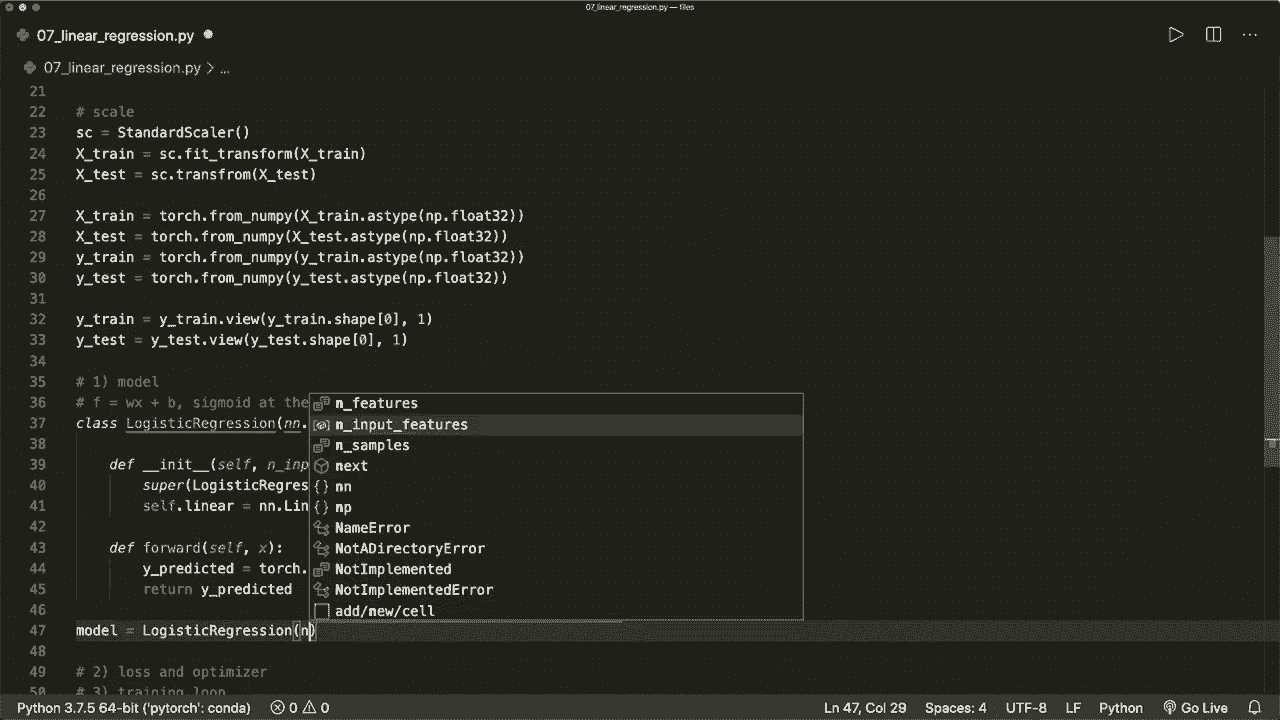 07_linear_regression.py — files
07_linear_regression.py
07_linear_regression.py > ...
21
22 # scale
23 sc = StandardScaler()
24 X_train = sc.fit_transform(X_train)
25 X_test = sc.transfrom(X_test)
26
27 X_train = torch.from_numpy(X_train.astype(np.float32))
28 X_test = torch.from_numpy(X_test.astype(np.float32))
29 y_train = torch.from_numpy(y_train.astype(np.float32))
30 y_test = torch.from_numpy(y_test.astype(np.float32))
31
32 y_train = y_train.view(y_train.shape[0], 1)
33 y_test = y_test.view(y_test.shape[0], 1)
34
35 # 1) model
36 # f = wx + b, sigmoid at the
37 class LogisticRegression(nn.
38
39 def __init__(self, n_inp
40 super(LogisticRegres
41 self.linear = nn.Lin
42
43 def forward(self, x):
44 y_predicted = torch.
45 return y_predicted
46
47 model = LogisticRegression(n)
48
49 # 2) loss and optimizer
50 # 3) training loop
n_features
n_input_features
n_samples
next
nn
np
NameError
NotADirectoryError
NotImplemented
NotImplementedError
add/new/cell
Python 3.7.5 64-bit ('pytorch': conda) 0 0 Ln 47, Col 29 Spaces: 4 UTF-8 LF Python Go Live